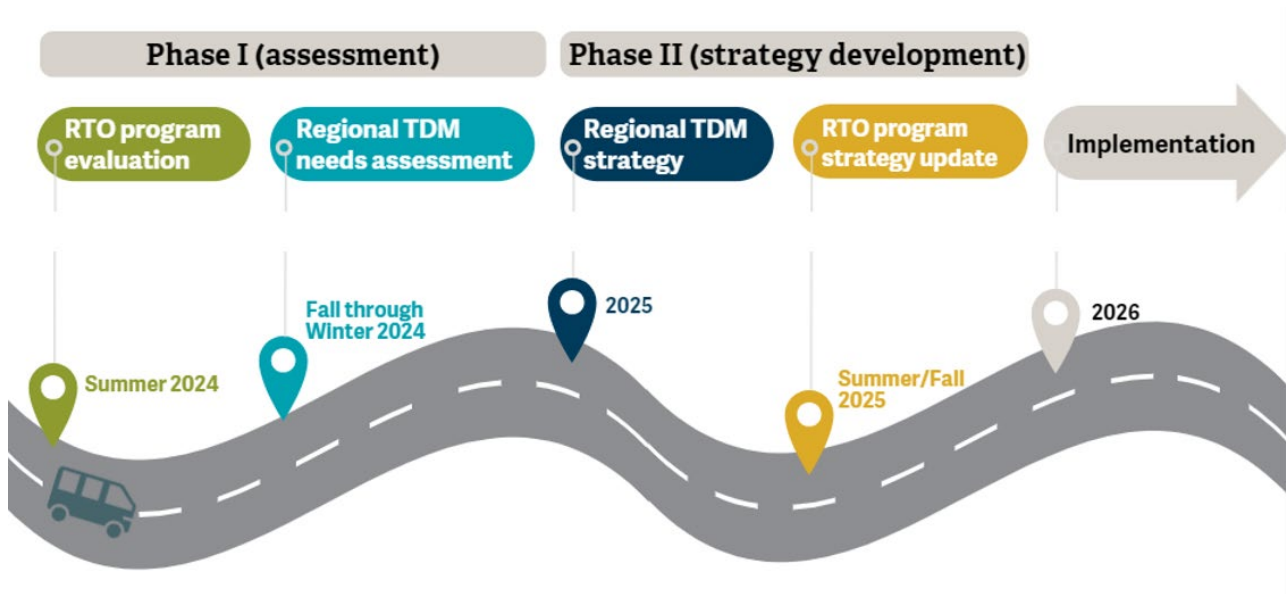 Phase I (assessment)
Phase II (strategy development)
RTO program
evaluation
Regional TDM
needs assessment
Regional TDM
strategy
RTO program
strategy update
Implementation
Summer 2024
Fall through
Winter 2024
2025
Summer/Fall
2025
2026